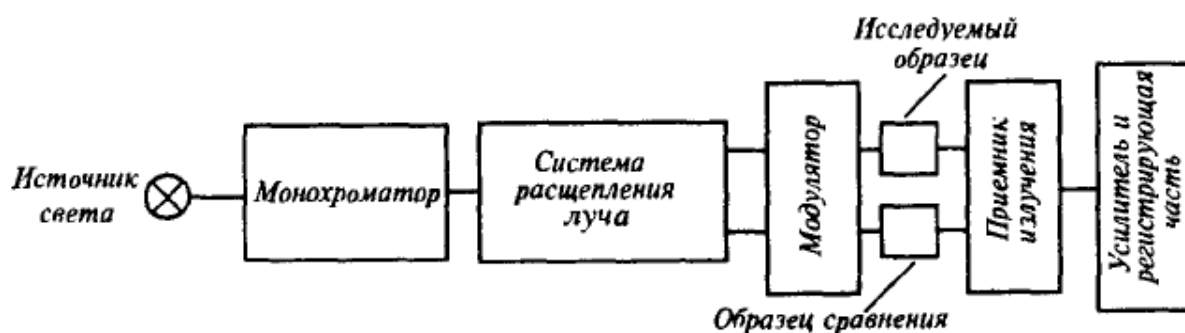 Источник
света
Монохроматор
Система
расщепления
луча
Модулятор
Исследуемый
образец
Образец сравнения
Приемник
излучения
Усилитель и
регистрирующая
часть